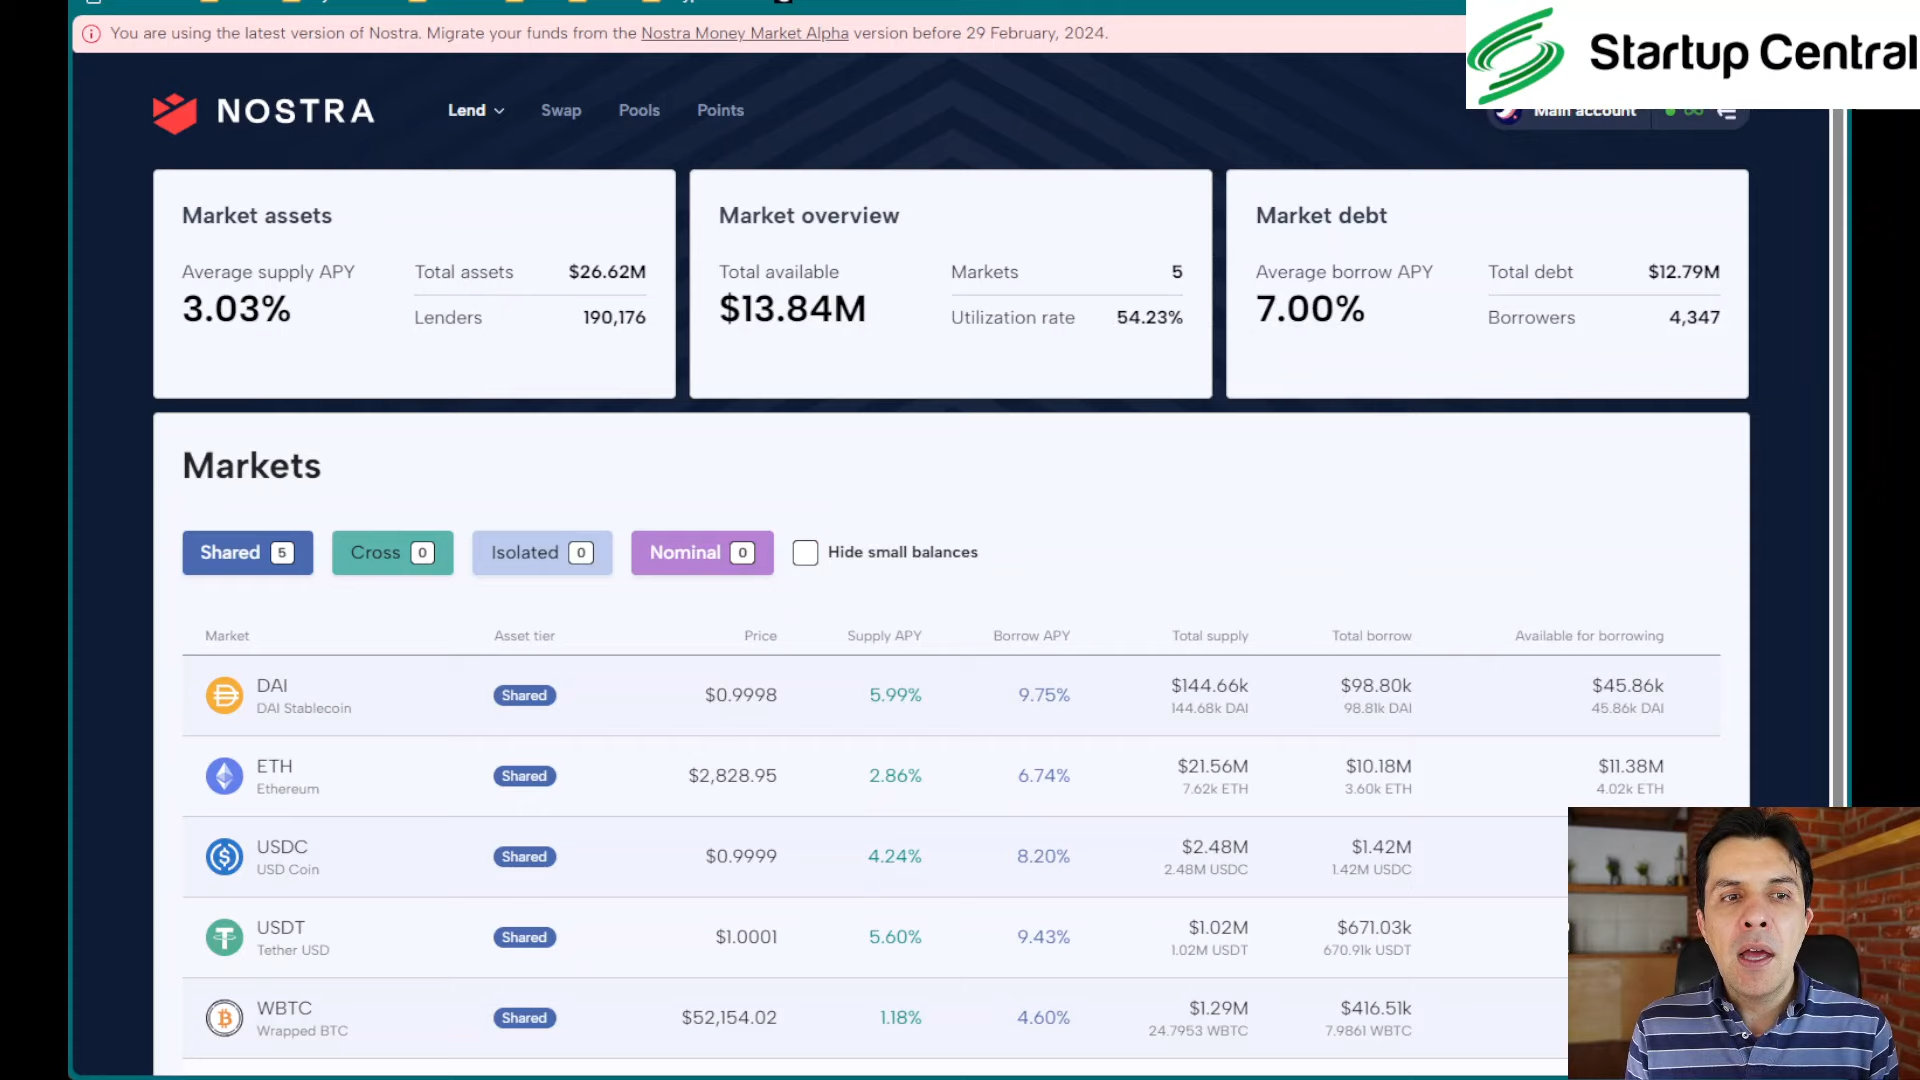 You are using the latest version of Nostra. Migrate your funds from the Nostra Money Market Alpha version before 29 February, 2024.
Startup Central
NOSTRA
Lend
Swap
Pools
Points
Main account
Market assets
Average supply APY
3.03%
Total assets $26.62M
Lenders 190,176
Market overview
Total available
$13.84M
Markets 5
Utilization rate 54.23%
Market debt
Average borrow APY
7.00%
Total debt $12.79M
Borrowers 4,347
Markets
Shared 5
Cross 0
Isolated 0
Nominal 0
Hide small balances
Market Asset tier Price Supply APY Borrow APY Total supply Total borrow Available for borrowing
DAI Shared $0.9998 5.99% 9.75% $144.66k $98.80k $45.86k
DAI Stablecoin 144.68k DAI 98.81k DAI 45.86k DAI
ETH Shared $2,828.95 2.86% 6.74% $21.56M $10.18M $11.38M
Ethereum 7.62k ETH 3.60k ETH 4.02k ETH
USDC Shared $0.9999 4.24% 8.20% $2.48M $1.42M
USD Coin 2.48M USDC 1.42M USDC
USDT Shared $1.0001 5.60% 9.43% $1.02M $671.03k
Tether USD 1.02M USDT 670.91k USDT
WBTC Shared $52,154.02 1.18% 4.60% $1.29M $416.51k
Wrapped BTC 24.7953 WBTC 7.9861 WBTC